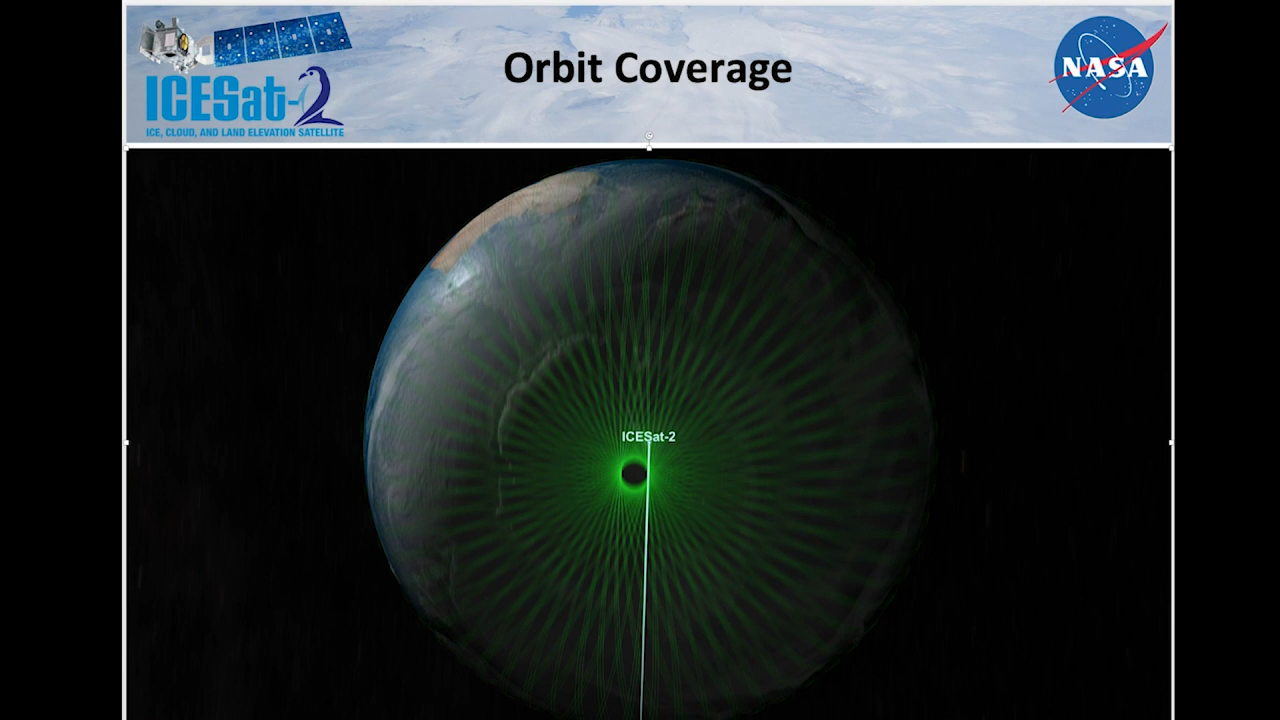 Orbit Coverage
ICESat-2
ICE, CLOUD, AND LAND ELEVATION SATELLITE
NASA
ICESat-2